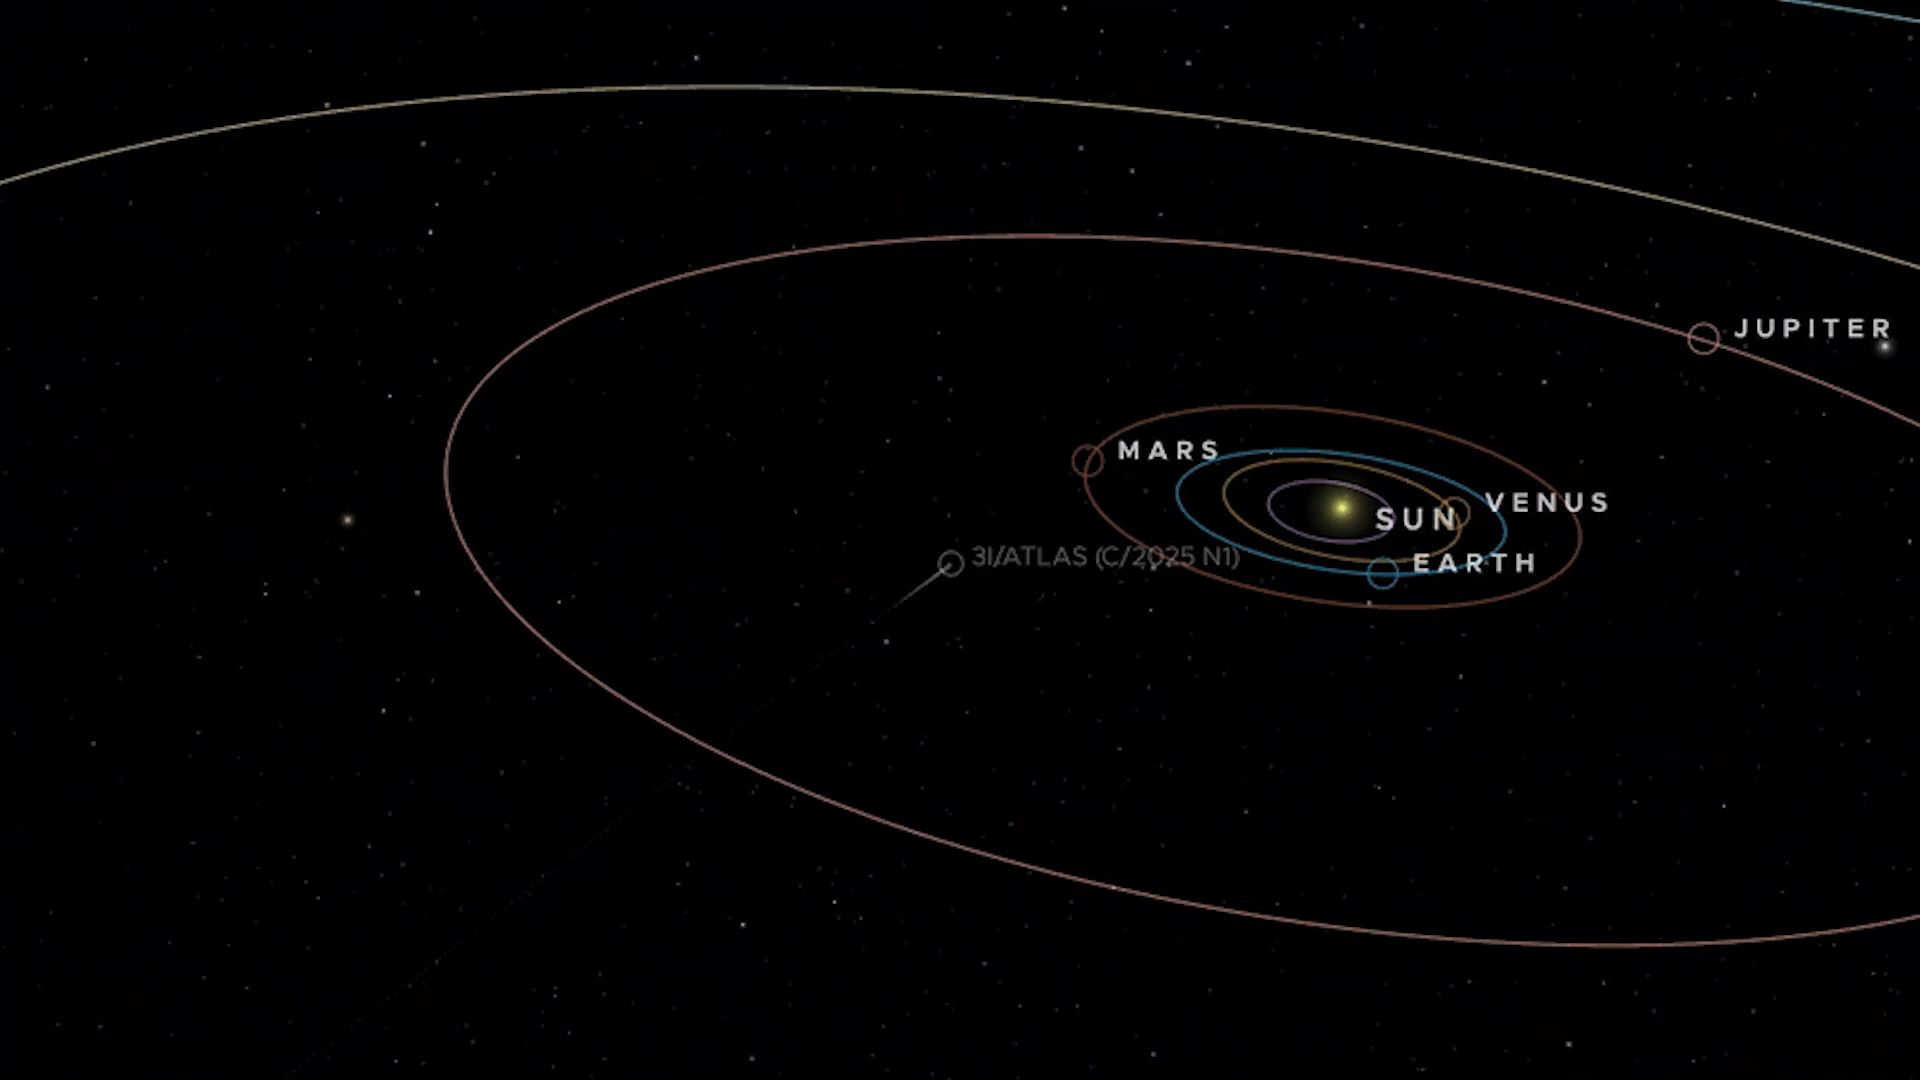 JUPITER
MARS
VENUS
SUN
3I/ATLAS (C/2025 N1)
EARTH